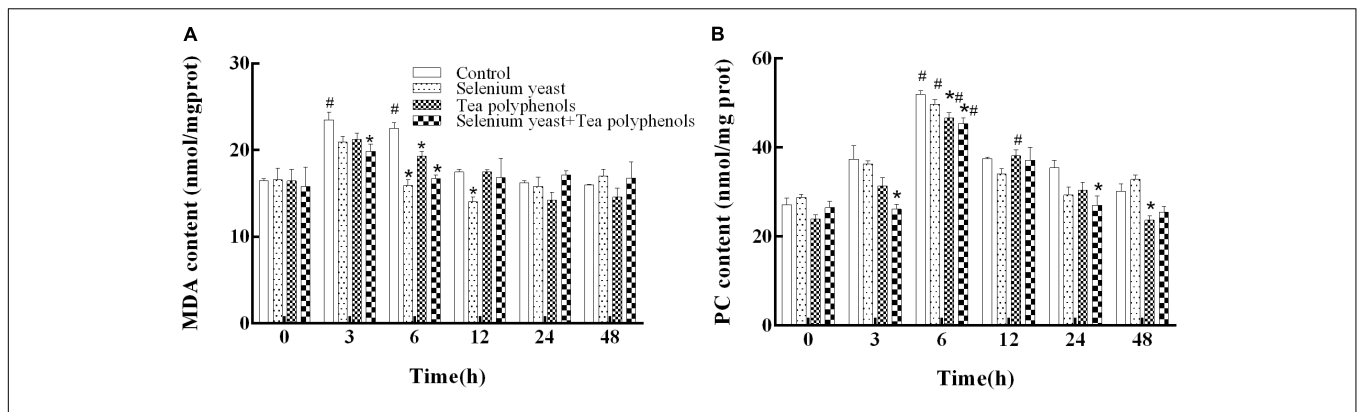 A
MDA content (nmol/mgprot)
30
20
10
0
Control
Selenium yeast
Tea polyphenols
Selenium yeast+Tea polyphenols
#
*
#
*
*
*
*
0 3 6 12 24 48
Time(h)
B
PC content (nmol/mg prot)
60
40
20
0
*
#
#
*#
*#
#
*
*
0 3 6 12 24 48
Time(h)